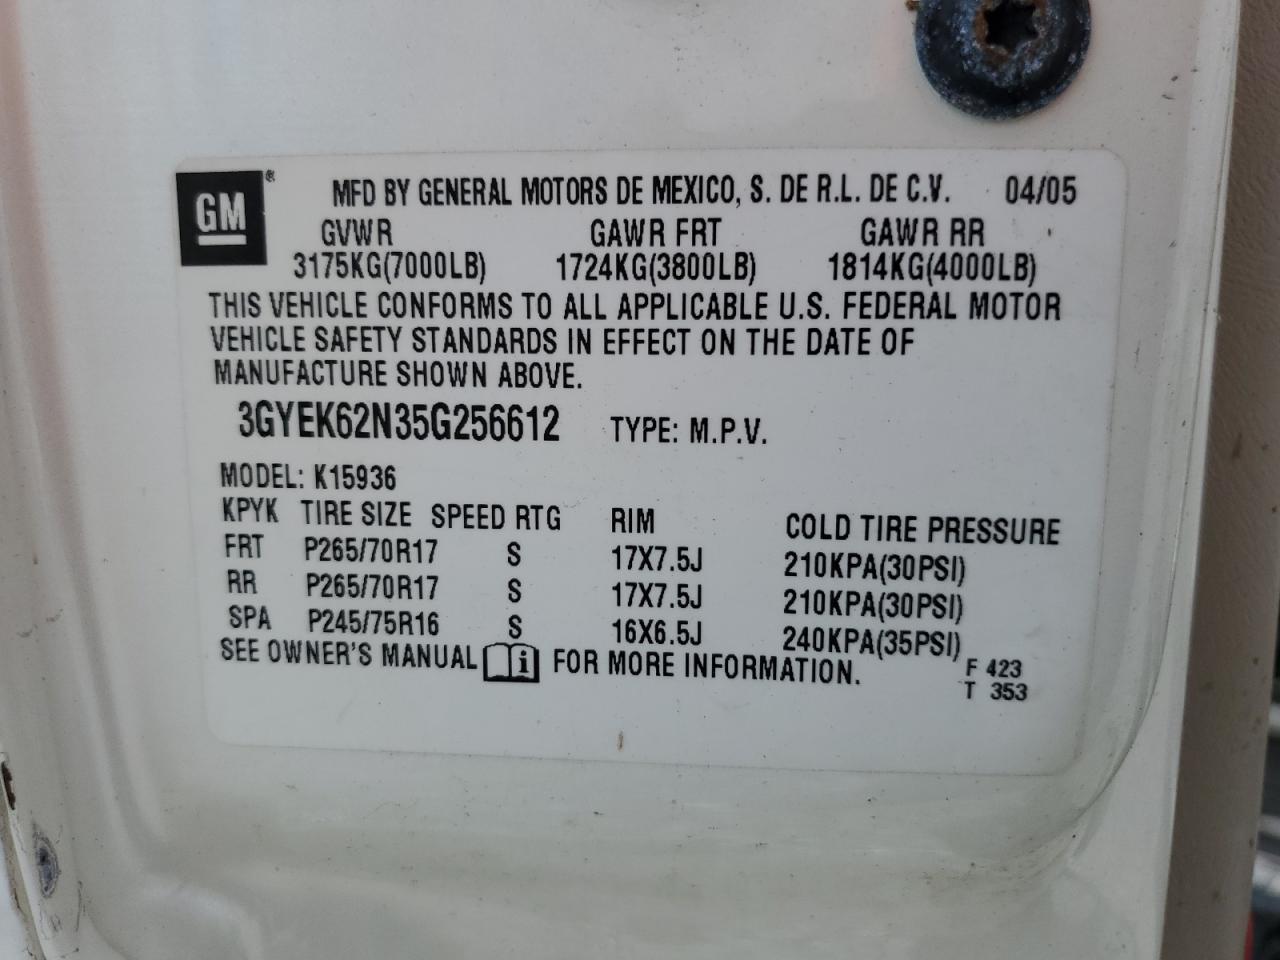 GM ® MFD BY GENERAL MOTORS DE MEXICO, S. DE R.L. DE C.V. 04/05
GVWR GAWR FRT GAWR RR
3175KG(7000LB) 1724KG(3800LB) 1814KG(4000LB)
THIS VEHICLE CONFORMS TO ALL APPLICABLE U.S. FEDERAL MOTOR
VEHICLE SAFETY STANDARDS IN EFFECT ON THE DATE OF
MANUFACTURE SHOWN ABOVE.
3GYEK62N35G256612 TYPE: M.P.V.
MODEL: K15936
KPYK TIRE SIZE SPEED RTG RIM COLD TIRE PRESSURE
FRT P265/70R17 S 17X7.5J 210KPA(30PSI)
RR P265/70R17 S 17X7.5J 210KPA(30PSI)
SPA P245/75R16 S 16X6.5J 240KPA(35PSI)
SEE OWNER'S MANUAL i FOR MORE INFORMATION.
F 423
T 353